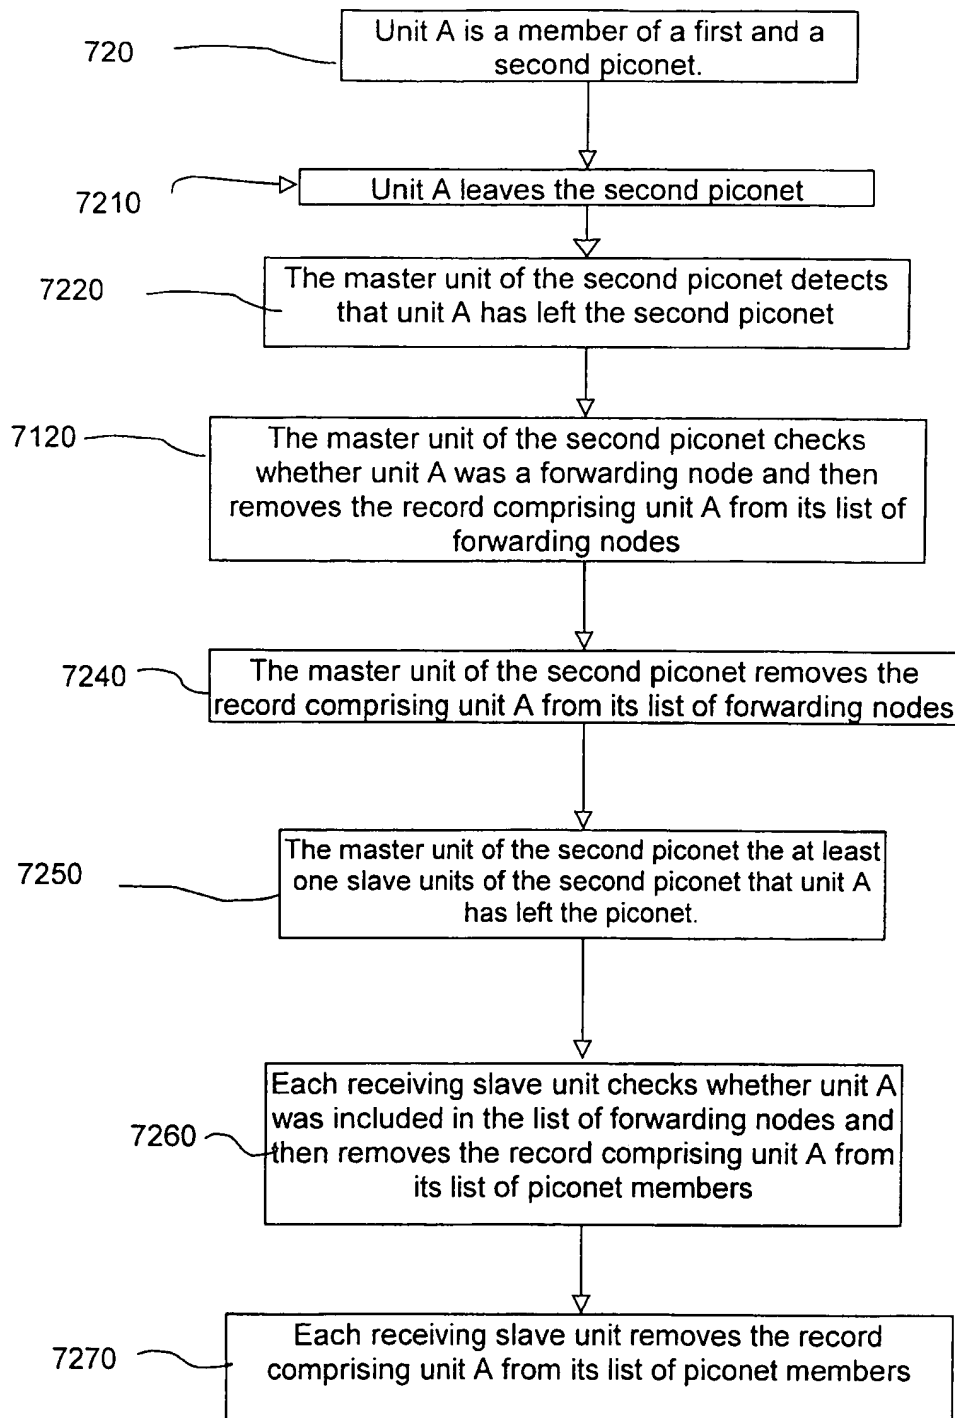 720
Unit A is a member of a first and a
second piconet.
7210
Unit A leaves the second piconet
7220
The master unit of the second piconet detects
that unit A has left the second piconet
7120
The master unit of the second piconet checks
whether unit A was a forwarding node and then
removes the record comprising unit A from its list of
forwarding nodes
7240
The master unit of the second piconet removes the
record comprising unit A from its list of forwarding nodes
7250
The master unit of the second piconet the at least
one slave units of the second piconet that unit A
has left the piconet.
7260
Each receiving slave unit checks whether unit A
was included in the list of forwarding nodes and
then removes the record comprising unit A from
its list of piconet members
7270
Each receiving slave unit removes the record
comprising unit A from its list of piconet members